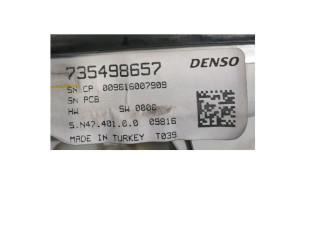 735498657 DENSO
SN CP 009616007909
SN PCB
HW SW 0006
S.N47.401.0.0 09816
MADE IN TURKEY T039